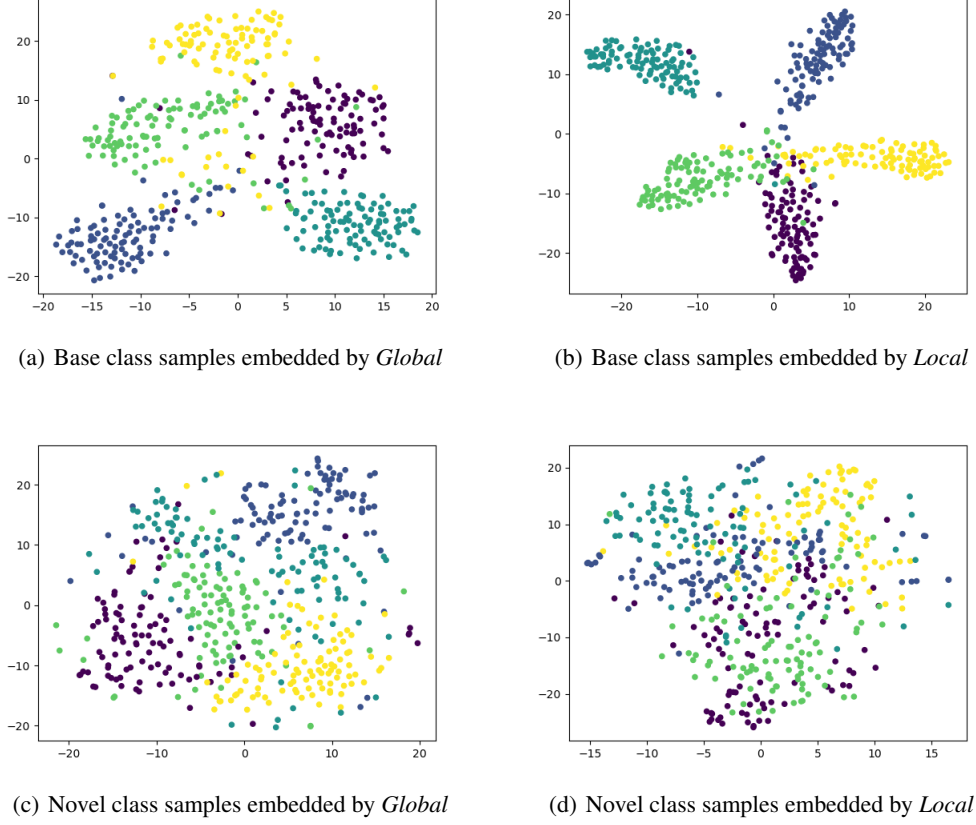 20
10
0
−10
−20
−20 −15 −10 −5 0 5 10 15 20
(a) Base class samples embedded by Global
20
10
0
−10
−20
−20 −10 0 10 20
(b) Base class samples embedded by Local
20
10
0
−10
−20
−20 −10 0 10 20
(c) Novel class samples embedded by Global
20
10
0
−10
−20
−15 −10 −5 0 5 10 15
(d) Novel class samples embedded by Local